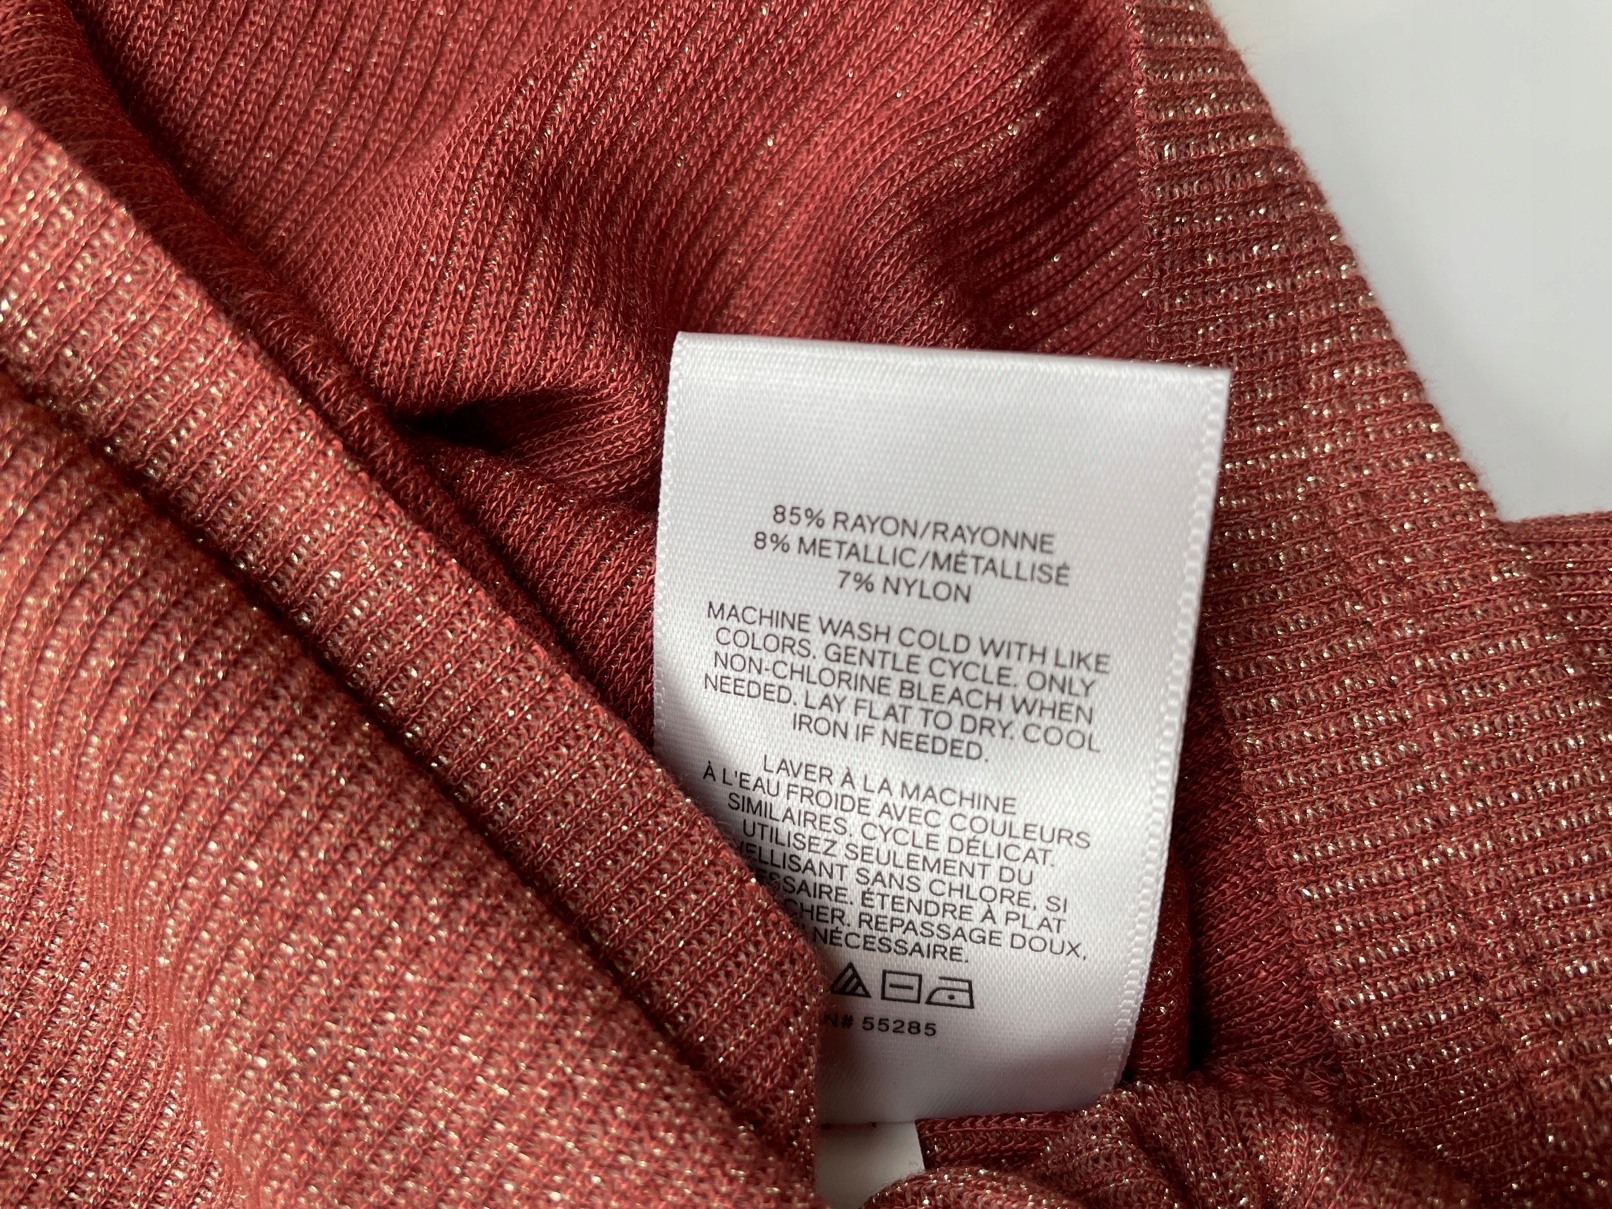 85% RAYON/RAYONNE
8% METALLIC/MÉTALLISÉ
7% NYLON
MACHINE WASH COLD WITH LIKE
COLORS. GENTLE CYCLE. ONLY
NON-CHLORINE BLEACH WHEN
NEEDED. LAY FLAT TO DRY. COOL
IRON IF NEEDED.
LAVER À LA MACHINE
À L'EAU FROIDE AVEC COULEURS
SIMILAIRES. CYCLE DÉLICAT.
UTILISEZ SEULEMENT DU
SANS CHLORE, SI
ÉTENDRE À PLAT
REPASSAGE DOUX,
NÉCESSAIRE.
55285